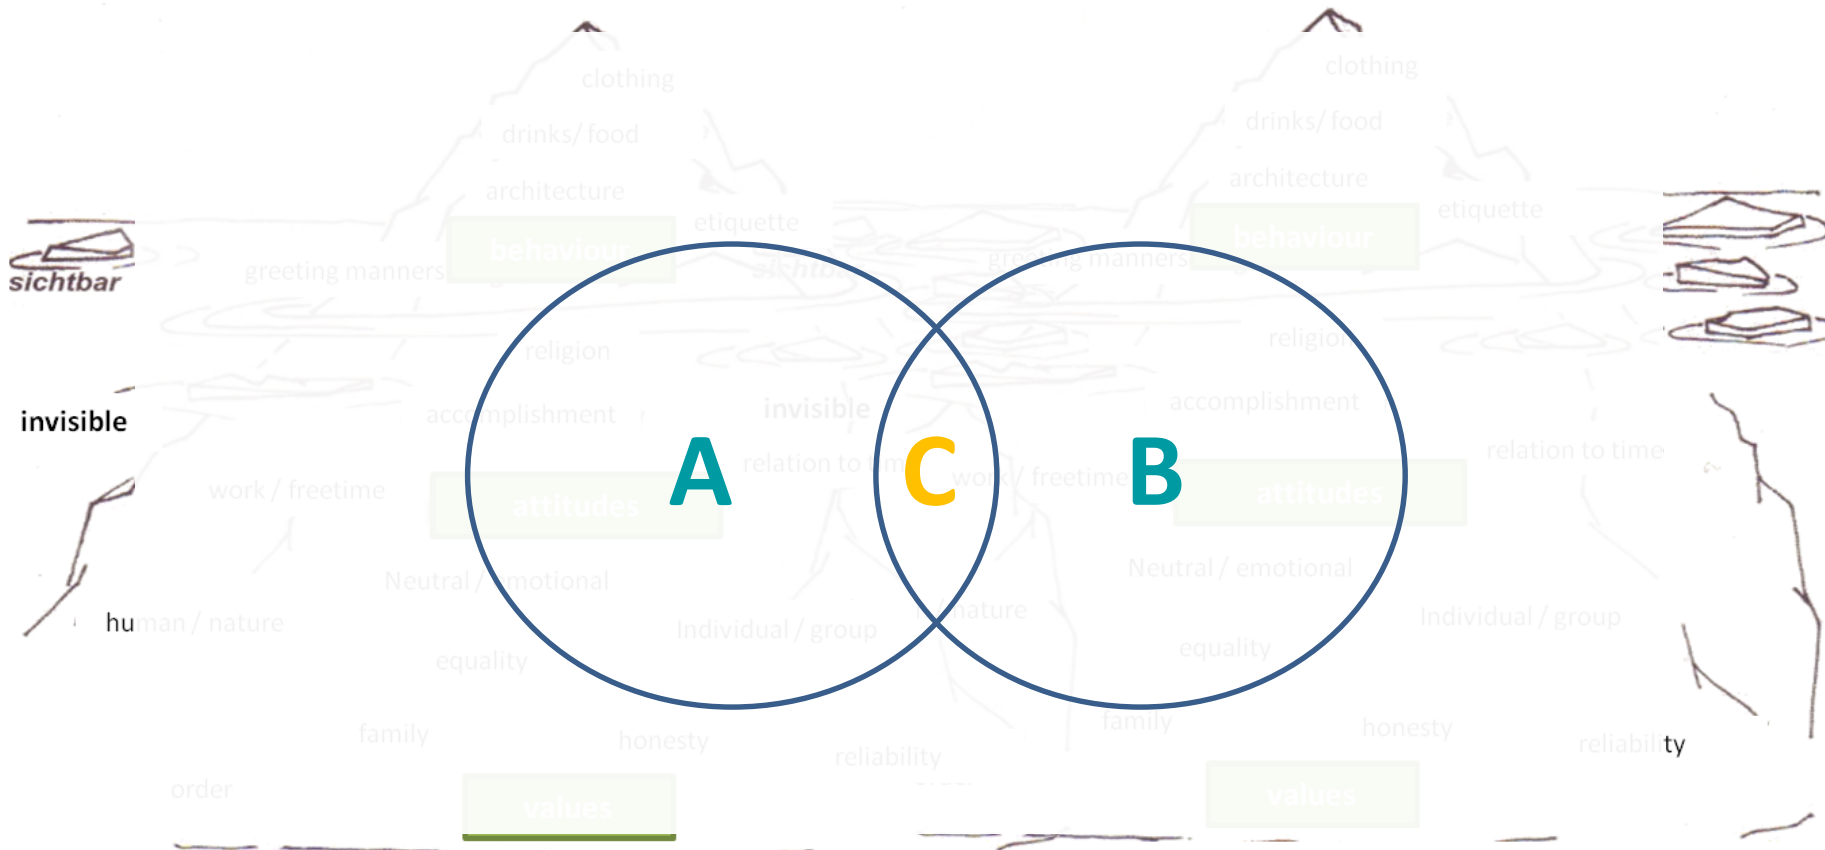 clothing
clothing
drinks/ food
drinks/ food
architecture
architecture
etiquette
etiquette
behaviour
behaviour
greeting manners
greeting manners
sichtbar
sichtbar
religion
religion
accomplishment
accomplishment
invisible
invisible
relation to time
relation to time
work / freetime
work / freetime
A
C
B
attitudes
attitudes
Neutral / emotional
Neutral / emotional
human / nature
/ nature
Individual / group
Individual / group
equality
equality
family
family
honesty
honesty
reliability
reliability
order
values
values